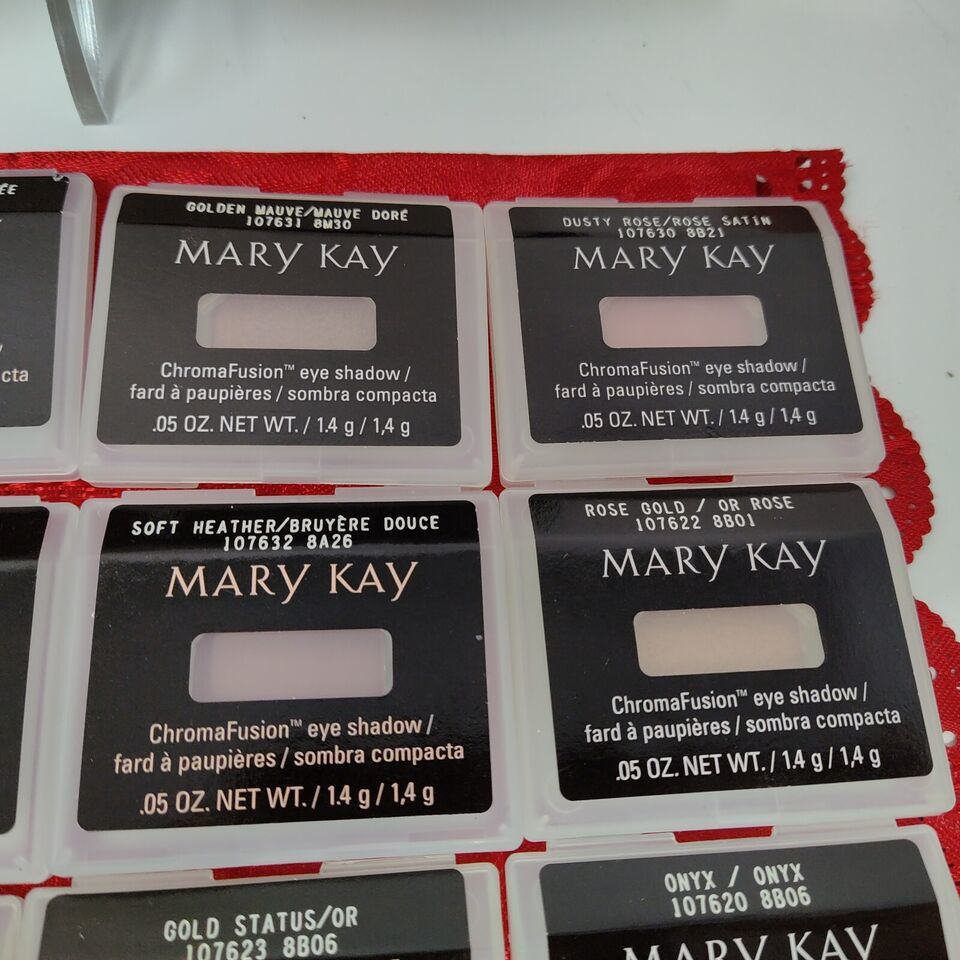 ÉE
cta
GOLDEN MAUVE/MAUVE DORÉ
107631 8M30
MARY KAY
ChromaFusion™ eye shadow /
fard à paupières / sombra compacta
.05 OZ. NET WT. / 1.4 g / 1,4 g
DUSTY ROSE/ROSE SATIN
107630 8B21
MARY KAY
ChromaFusion™ eye shadow /
fard à paupières / sombra compacta
.05 OZ. NET WT. / 1.4 g / 1,4 g
SOFT HEATHER/BRUYÈRE DOUCE
107632 8A26
MARY KAY
ChromaFusion™ eye shadow /
fard à paupières / sombra compacta
.05 OZ. NET WT. / 1.4 g / 1,4 g
ROSE GOLD / OR ROSE
107622 8B01
MARY KAY
ChromaFusion™ eye shadow /
fard à paupières / sombra compacta
.05 OZ. NET WT. / 1.4 g / 1,4 g
GOLD STATUS/OR
107623 8B06
ONYX / ONYX
107620 8B06
MARY KAY